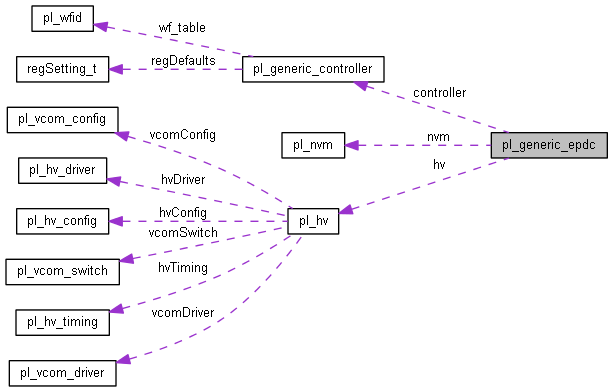 pl_wfid
wf_table
regSetting_t
regDefaults
pl_generic_controller
controller
pl_vcom_config
vcomConfig
pl_nvm
nvm
pl_generic_epdc
hv
pl_hv_driver
hvDriver
pl_hv_config
hvConfig
pl_hv
vcomSwitch
pl_vcom_switch
hvTiming
pl_hv_timing
vcomDriver
pl_vcom_driver